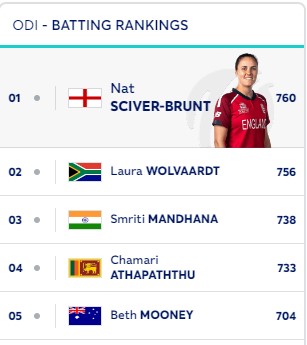 ODI - BATTING RANKINGS
01 Nat SCIVER-BRUNT 760
ENGLAND
02 Laura WOLVAARDT 756
03 Smriti MANDHANA 738
04 Chamari ATHAPATHTHU 733
05 Beth MOONEY 704